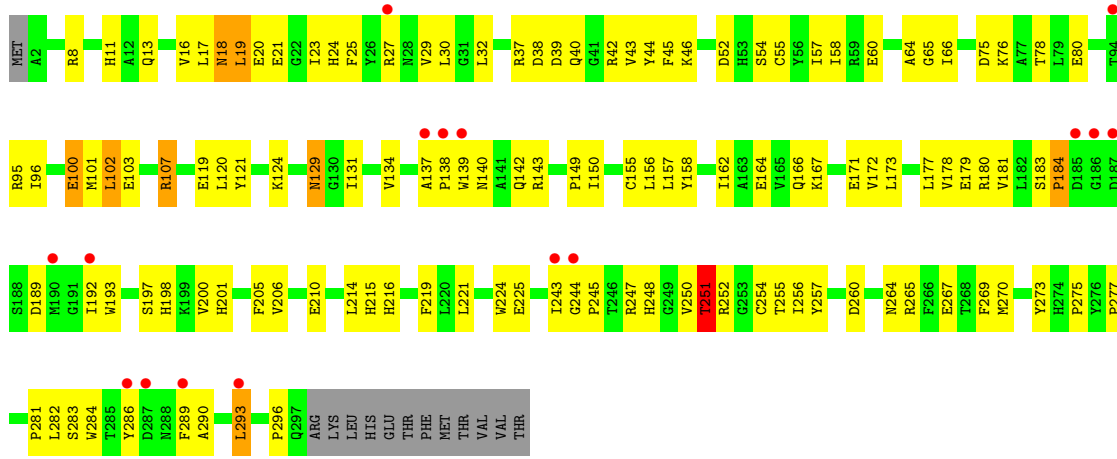 MET A2 R8 H11 A12 Q13 V16 L17 N18 L19 E20 E21 G22 I23 H24 F25 Y26 R27 N28 V29 L30 G31 L32 R37 D38 D39 Q40 G41 R42 V43 Y44 F45 K46 D52 H53 S54 C55 Y56 I57 I58 R59 E60 A64 G65 I66 D75 K76 A77 T78 L79 E80 T94
R95 I96 E100 M101 L102 E103 R107 E119 L120 Y121 K124 N129 G130 I131 V134 A137 P138 W139 N140 A141 Q142 R143 P149 I150 C155 L156 L157 Y158 I162 A163 E164 V165 Q166 K167 E171 V172 L173 L177 V178 E179 R180 V181 L182 S183 P184 D185 G186 D187
S188 D189 M190 G191 I192 W193 S197 H198 K199 V200 H201 F205 V206 E210 L214 H215 H216 F219 L220 L221 W224 E225 I243 G244 P245 T246 R247 H248 G249 V250 T251 R252 G253 C254 T255 I256 Y257 D260 N264 R265 F266 E267 T268 F269 M270 Y273 H274 P275 Y276 P277
P281 L282 S283 W284 T285 Y286 D287 N288 F289 A290 L293 P296 Q297 ARG LYS LEU HIS GLU THR PHE MET THR VAL VAL THR